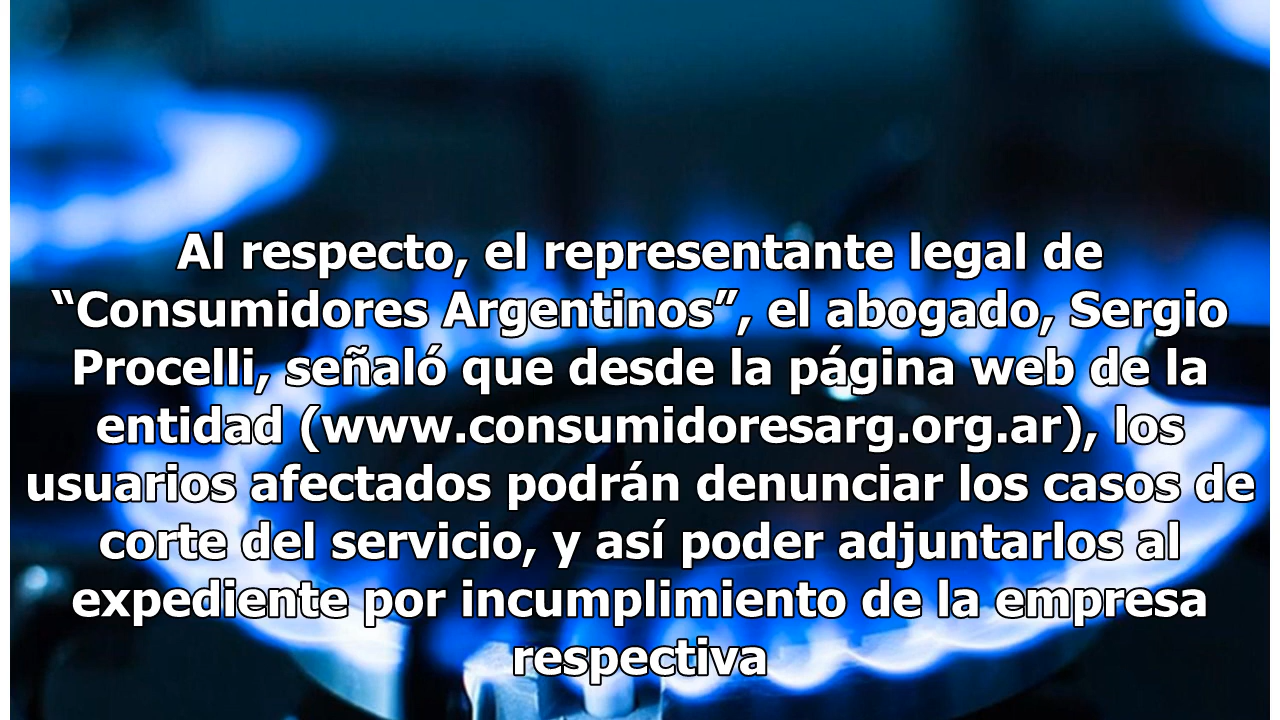 Al respecto, el representante legal de
“Consumidores Argentinos”, el abogado, Sergio
Procelli, señaló que desde la página web de la
entidad (www.consumidoresarg.org.ar), los
usuarios afectados podrán denunciar los casos de
corte del servicio, y así poder adjuntarlos al
expediente por incumplimiento de la empresa
respectiva